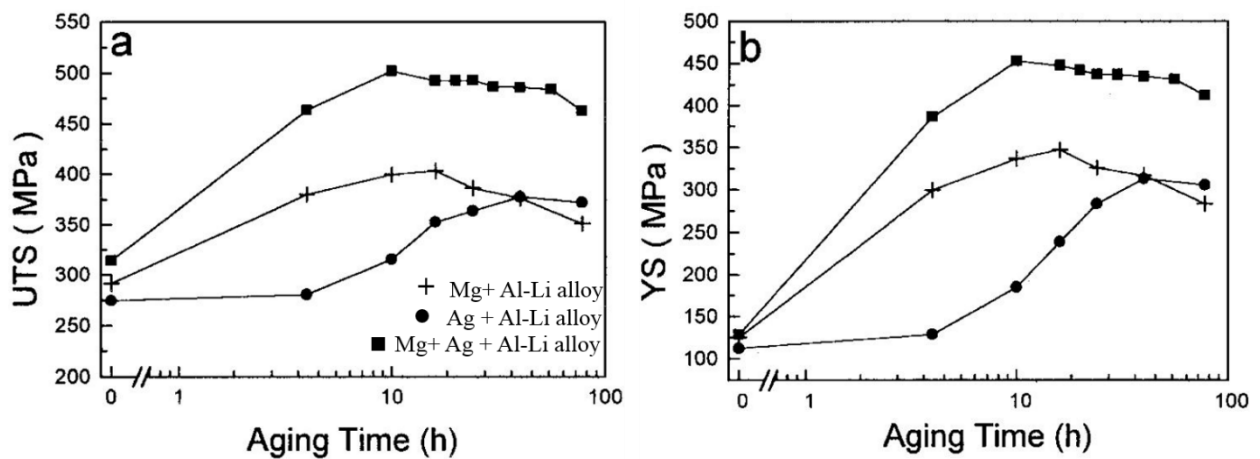 a
UTS ( MPa)
550
500
450
400
350
300
250
200
Mg+ Al-Li alloy
Ag + Al-Li alloy
Mg+ Ag + Al-Li alloy
0 1 10 100
Aging Time (h)
b
YS ( MPa)
500
450
400
350
300
250
200
150
100
0 1 10 100
Aging Time (h)